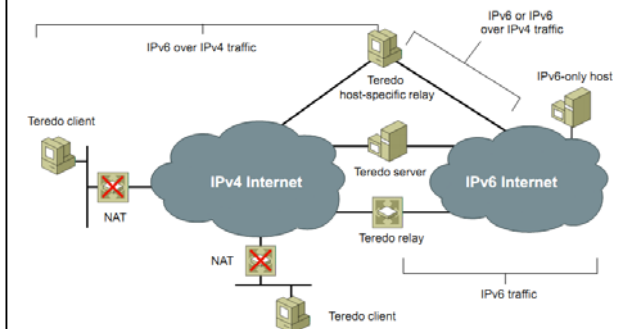 IPv6 or IPv6
over IPv4 traffic
IPv6 over IPv4 traffic
Teredo
host-specific relay
IPv6-only host
Teredo client
IPv4 Internet
Teredo server
IPv6 Internet
NAT
Teredo relay
NAT
IPv6 traffic
Teredo client